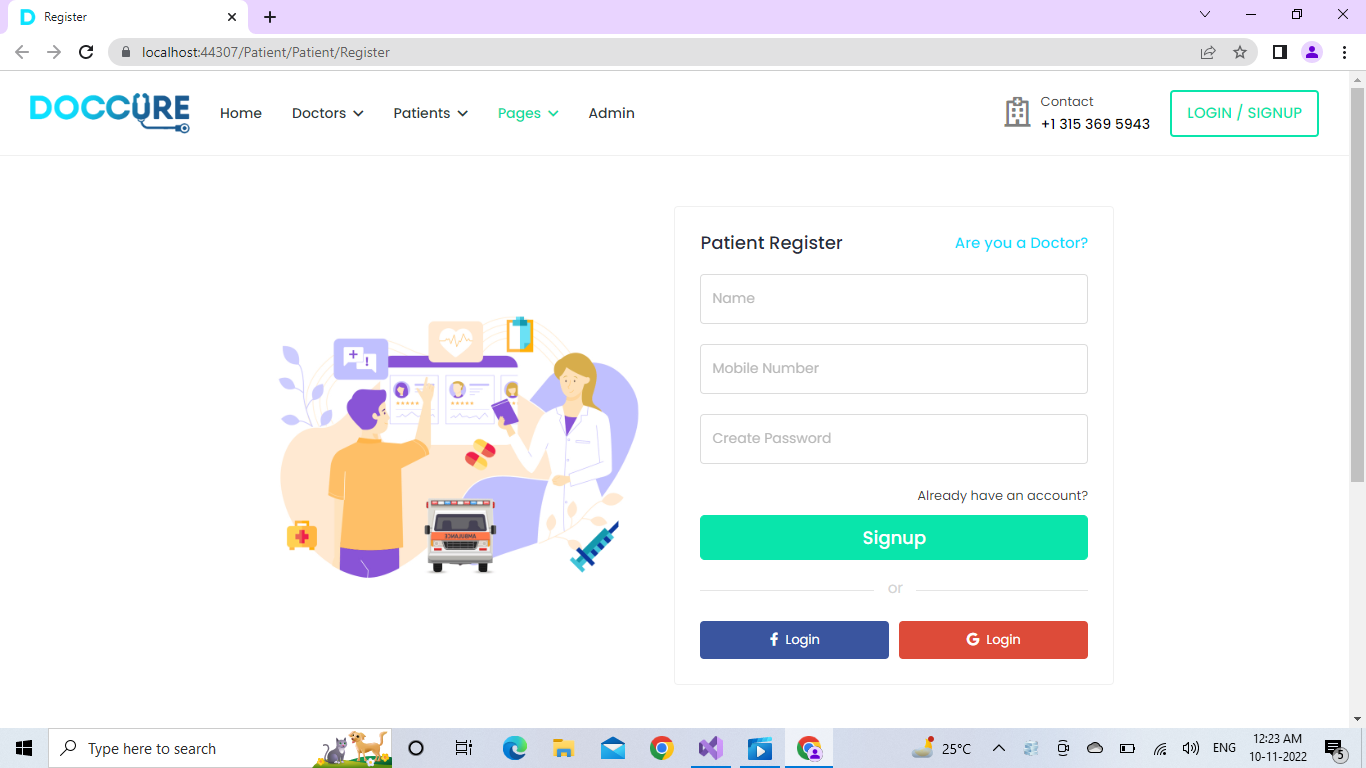 Register
localhost:44307/Patient/Patient/Register
DOCCURE
Home
Doctors
Patients
Pages
Admin
Contact
+1 315 369 5943
LOGIN / SIGNUP
Patient Register
Are you a Doctor?
Name
Mobile Number
Create Password
Already have an account?
Signup
or
Login
Login
Type here to search
25°C
ENG
12:23 AM
10-11-2022
5